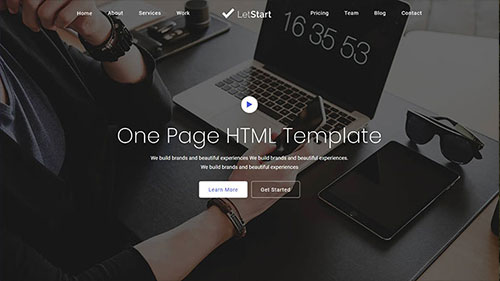 Home About Services Work LetStart Pricing Team Blog Contact
16 35 53
One Page HTML Template
We build brands and beautiful experiences We build brands and beautiful experiences.
We build brands and beautiful experiences
Learn More Get Started